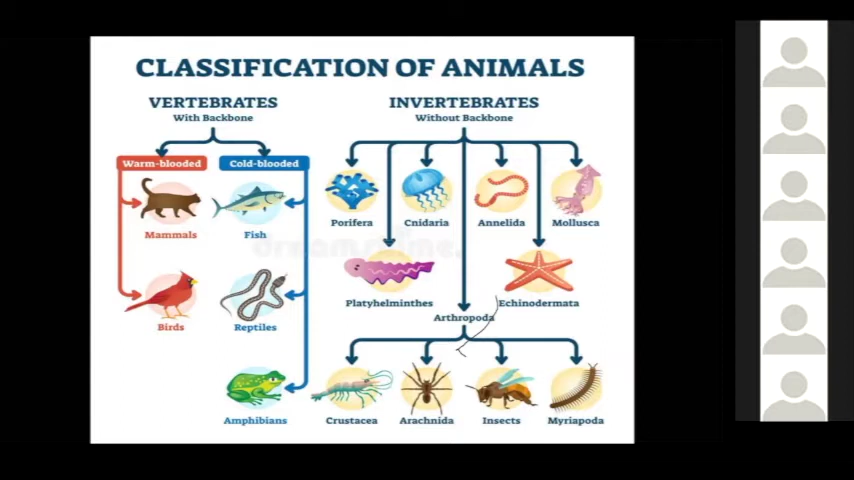 CLASSIFICATION OF ANIMALS
VERTEBRATES
With Backbone
INVERTEBRATES
Without Backbone
Warm-blooded
Cold-blooded
Mammals
Fish
Birds
Reptiles
Amphibians
Porifera
Cnidaria
Annelida
Mollusca
Platyhelminthes
Echinodermata
Arthropoda
Crustacea
Arachnida
Insects
Myriapoda